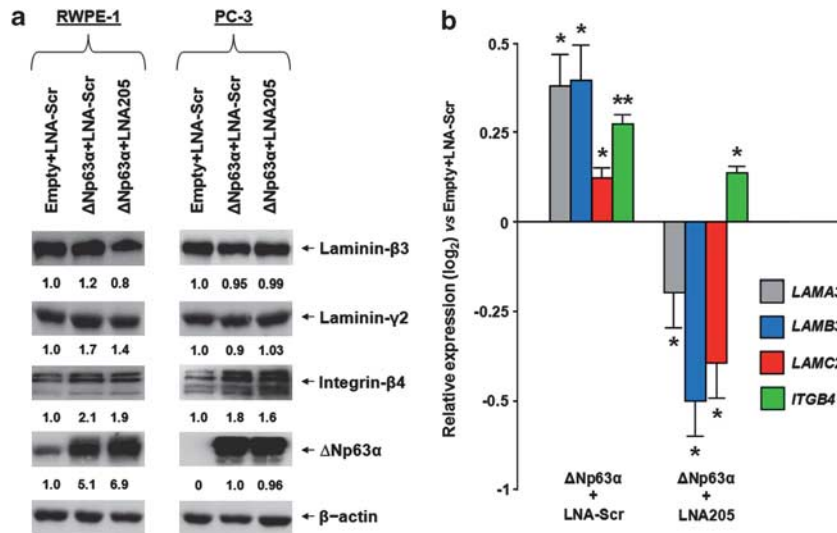 a
RWPE-1
PC-3
Empty+LNA-Scr
ΔNp63α+LNA-Scr
ΔNp63α+LNA205
Empty+LNA-Scr
ΔNp63α+LNA-Scr
ΔNp63α+LNA205
Laminin-β3
1.0 1.2 0.8 1.0 0.95 0.99
Laminin-γ2
1.0 1.7 1.4 1.0 0.9 1.03
Integrin-β4
1.0 2.1 1.9 1.0 1.8 1.6
ΔNp63α
1.0 5.1 6.9 0 1.0 0.96
β-actin
b
Relative expression (log2) vs Empty+LNA-Scr
0.5
0.25
0
-0.25
-0.5
-1
* * * **
*
* * *
LAMA3
LAMB3
LAMC2
ITGB4
ΔNp63α
+
LNA-Scr
ΔNp63α
+
LNA205